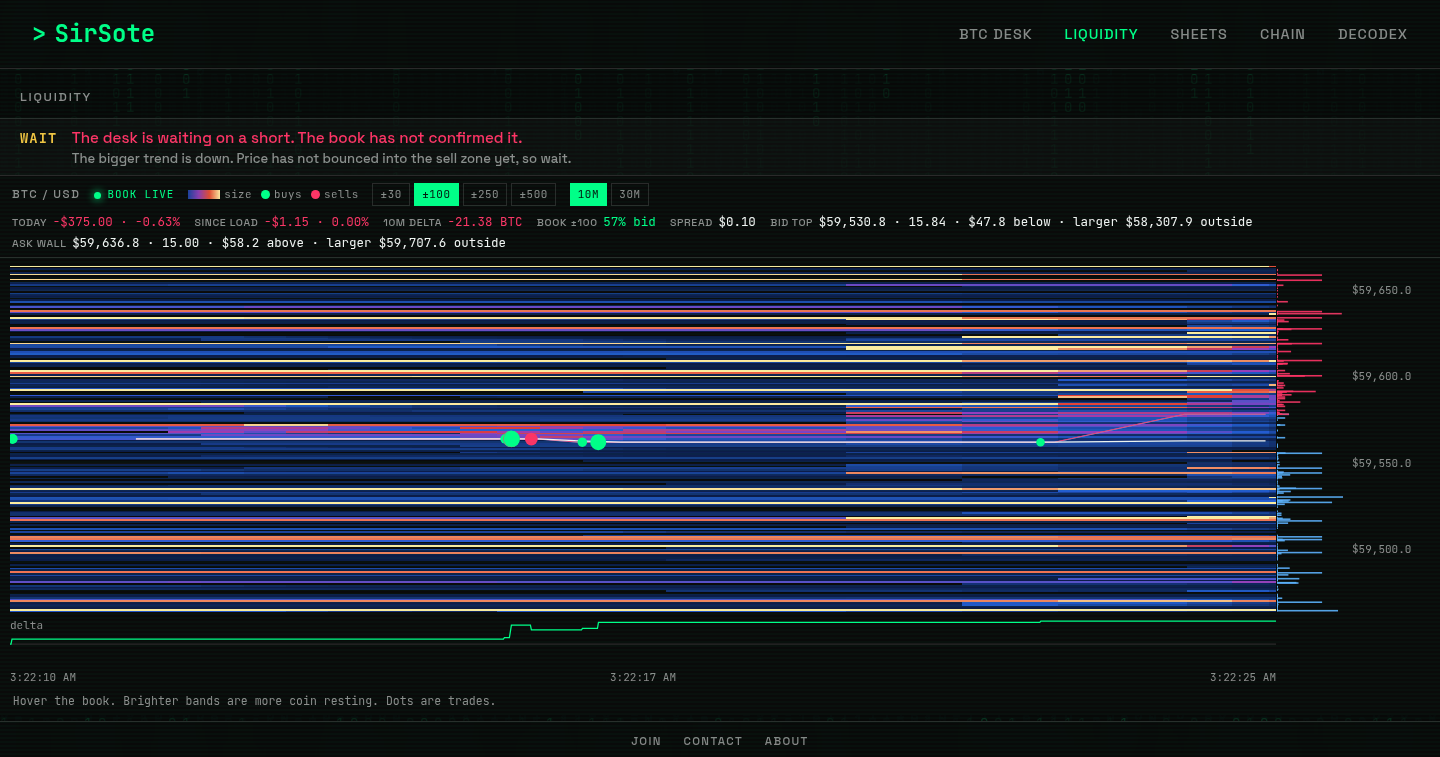 > SirSote
BTC DESK LIQUIDITY SHEETS CHAIN DECODEX
LIQUIDITY
WAIT The desk is waiting on a short. The book has not confirmed it.
The bigger trend is down. Price has not bounced into the sell zone yet, so wait.
BTC / USD BOOK LIVE size buys sells ±30 ±100 ±250 ±500 10M 30M
TODAY -$375.00 · -0.63% SINCE LOAD -$1.15 · 0.00% 10M DELTA -21.38 BTC BOOK ±100 57% bid SPREAD $0.10 BID TOP $59,530.8 · 15.84 · $47.8 below · larger $58,307.9 outside
ASK WALL $59,636.8 · 15.00 · $58.2 above · larger $59,707.6 outside
$59,650.0
$59,600.0
$59,550.0
$59,500.0
delta
3:22:10 AM 3:22:17 AM 3:22:25 AM
Hover the book. Brighter bands are more coin resting. Dots are trades.
JOIN CONTACT ABOUT